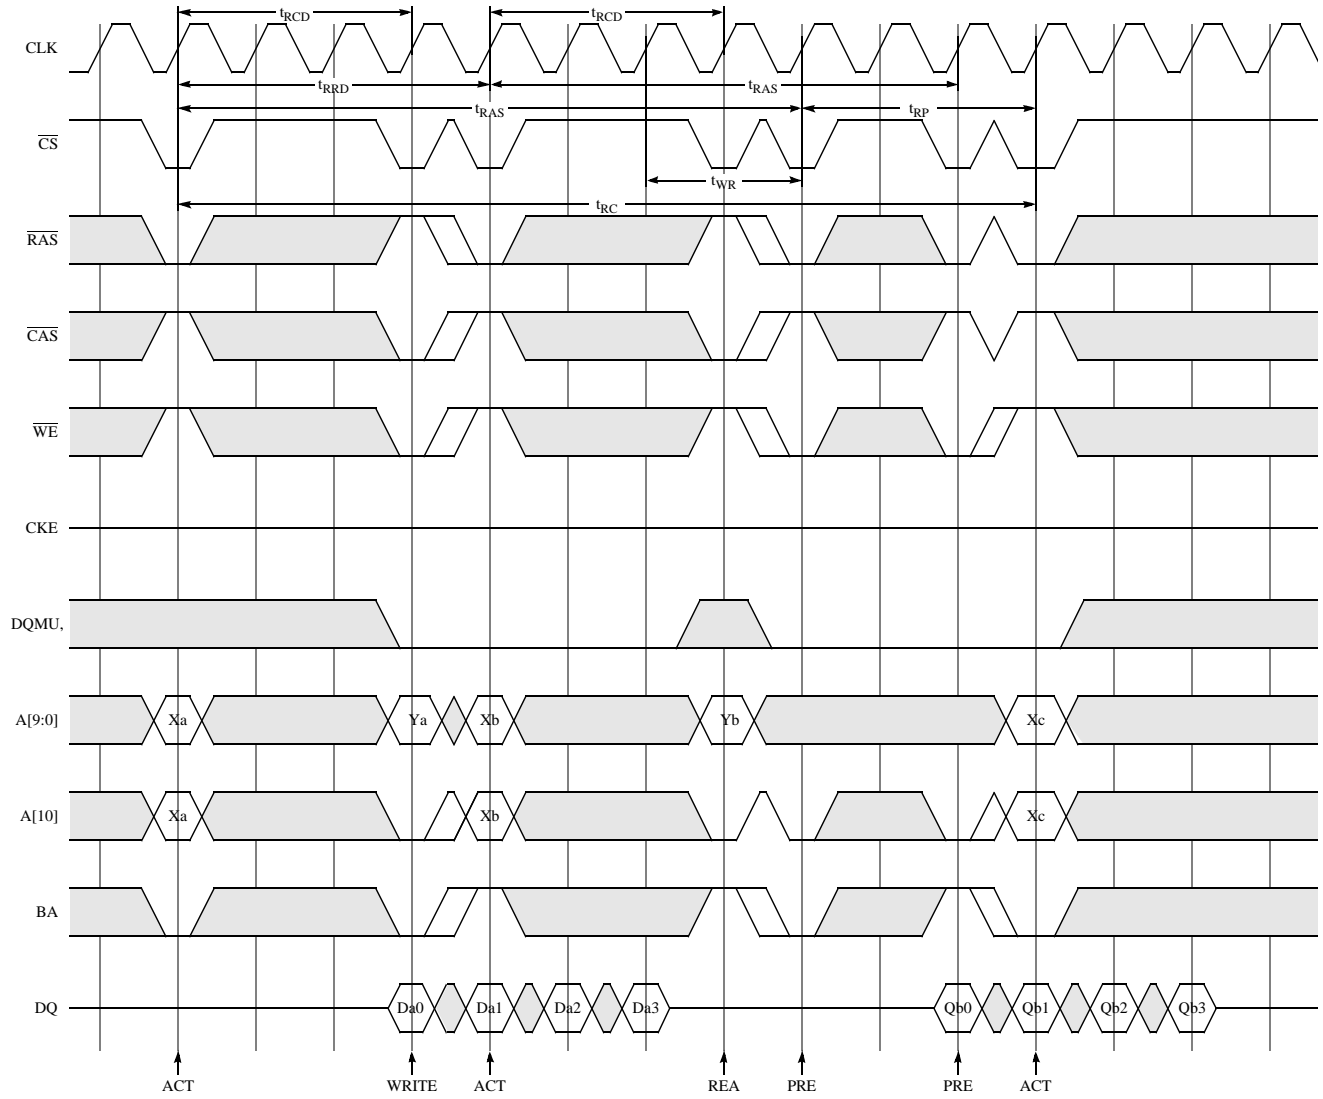 tRCD tRCD
CLK
tRRD tRAS
tRAS tRP
CS
tWR
tRC
RAS
CAS
WE
CKE
DQMU,
A[9:0] Xa Ya Xb Yb Xc
A[10] Xa Xb Xc
BA
DQ Da0 Da1 Da2 Da3 Qb0 Qb1 Qb2 Qb3
ACT WRITE ACT REA PRE PRE ACT